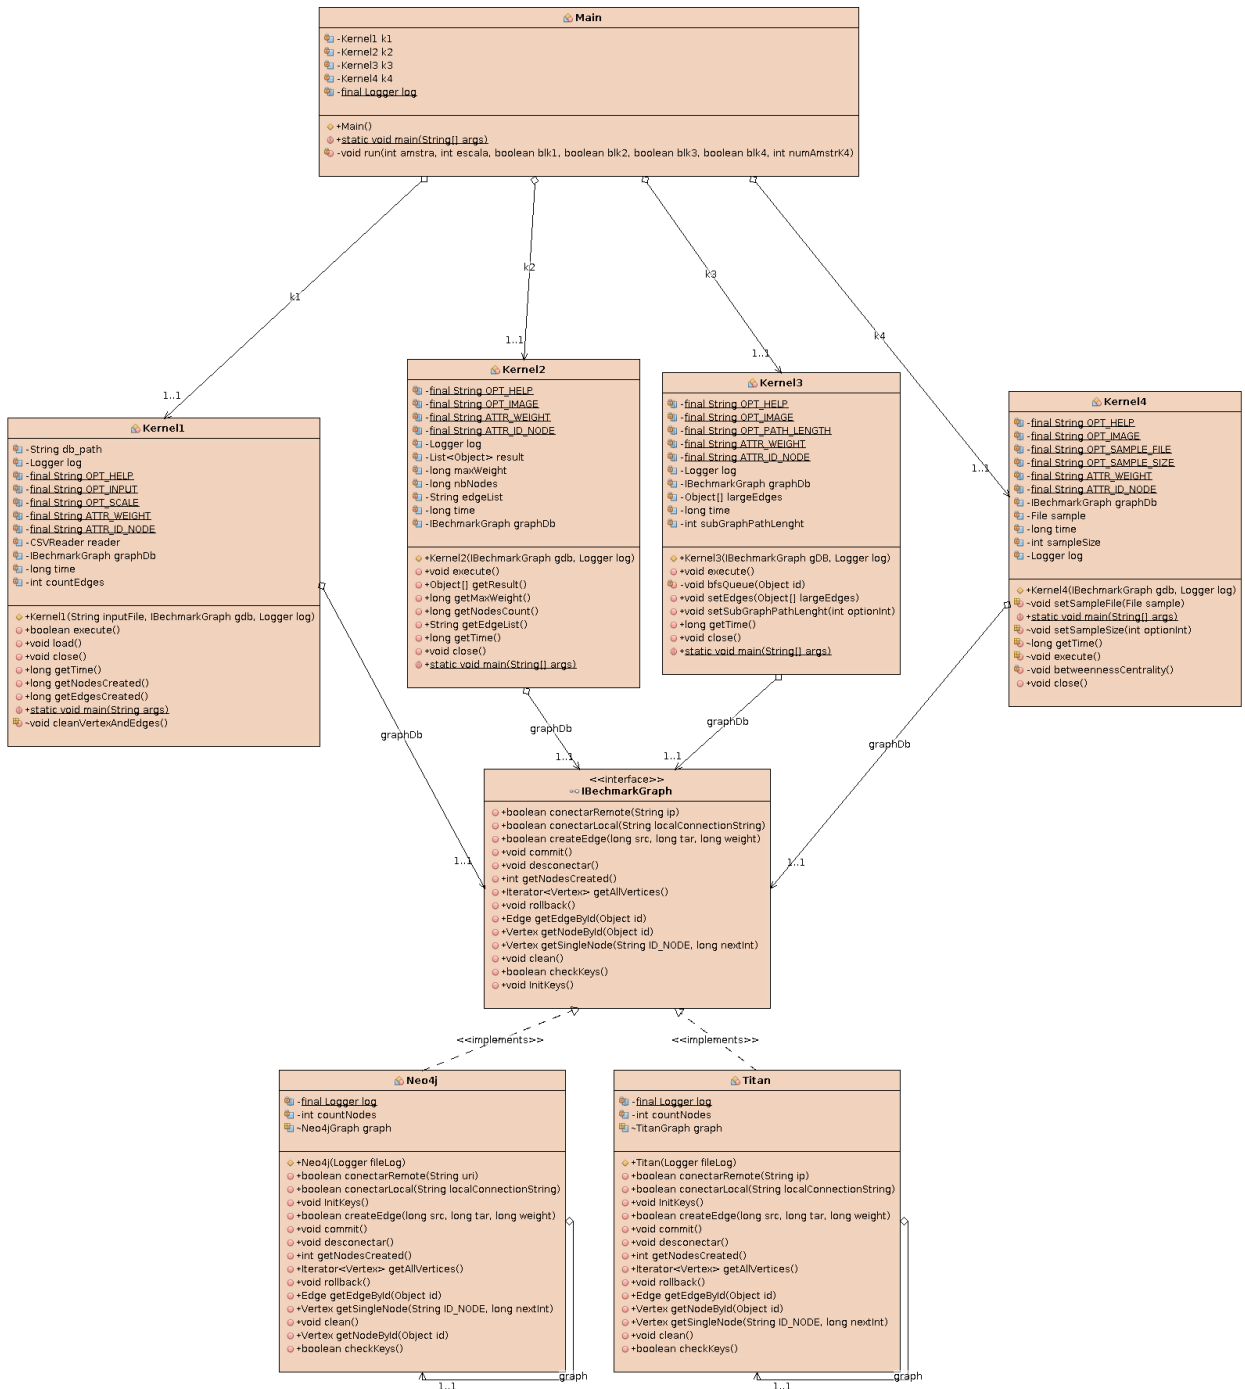 Main
-Kernel1 k1
-Kernel2 k2
-Kernel3 k3
-Kernel4 k4
-final Logger log
+Main()
+static void main(String[] args)
-void run(int amstra, int escala, boolean blk1, boolean blk2, boolean blk3, boolean blk4, int numAmstrK4)
k1
k2
k3
k4
1..1
1..1
1..1
1..1
Kernel1
-String db_path
-Logger log
-final String OPT_HELP
-final String OPT_INPUT
-final String OPT_SCALE
-final String ATTR_WEIGHT
-final String ATTR_ID_NODE
-CSVReader reader
-IBechmarkGraph graphDb
-long time
-int countEdges
+Kernel1(String inputFile, IBechmarkGraph gdb, Logger log)
+boolean execute()
+void load()
+void close()
+long getTime()
+long getNodesCreated()
+long getEdgesCreated()
+static void main(String args)
~void cleanVertexAndEdges()
Kernel2
-final String OPT_HELP
-final String OPT_IMAGE
-final String ATTR_WEIGHT
-final String ATTR_ID_NODE
-Logger log
-List<Object> result
-long maxWeight
-long nbNodes
-String edgeList
-long time
-IBechmarkGraph graphDb
+Kernel2(IBechmarkGraph gdb, Logger log)
+void execute()
+Object[] getResult()
+long getMaxWeight()
+long getNodesCount()
+String getEdgeList()
+long getTime()
+void close()
+static void main(String[] args)
Kernel3
-final String OPT_HELP
-final String OPT_IMAGE
-final String OPT_PATH_LENGTH
-final String ATTR_WEIGHT
-final String ATTR_ID_NODE
-Logger log
-IBechmarkGraph graphDb
-Object[] largeEdges
-long time
-int subGraphPathLenght
+Kernel3(IBechmarkGraph gDB, Logger log)
+void execute()
-void bfsQueue(Object id)
+void setEdges(Object[] largeEdges)
+void setSubGraphPathLenght(int optionInt)
+long getTime()
+void close()
+static void main(String[] args)
Kernel4
-final String OPT_HELP
-final String OPT_IMAGE
-final String OPT_SAMPLE_FILE
-final String OPT_SAMPLE_SIZE
-final String ATTR_WEIGHT
-final String ATTR_ID_NODE
-IBechmarkGraph graphDb
-File sample
-long time
-int sampleSize
-Logger log
+Kernel4(IBechmarkGraph gdb, Logger log)
~void setSampleFile(File sample)
+static void main(String[] args)
~void setSampleSize(int optionInt)
~long getTime()
~void execute()
-void betweennessCentrality()
+void close()
graphDb
graphDb
graphDb
graphDb
1..1
1..1
1..1
1..1
<<interface>>
IBechmarkGraph
+boolean conectarRemote(String ip)
+boolean conectarLocal(String localConnectionString)
+boolean createEdge(long src, long tar, long weight)
+void commit()
+void desconectar()
+int getNodesCreated()
+Iterator<Vertex> getAllVertices()
+void rollback()
+Edge getEdgeById(Object id)
+Vertex getNodeById(Object id)
+Vertex getSingleNode(String ID_NODE, long nextInt)
+void clean()
+boolean checkKeys()
+void InitKeys()
<<implements>>
<<implements>>
Neo4j
-final Logger log
-int countNodes
~Neo4jGraph graph
+Neo4j(Logger fileLog)
+boolean conectarRemote(String uri)
+boolean conectarLocal(String localConnectionString)
+void InitKeys()
+boolean createEdge(long src, long tar, long weight)
+void commit()
+void desconectar()
+int getNodesCreated()
+Iterator<Vertex> getAllVertices()
+void rollback()
+Edge getEdgeById(Object id)
+Vertex getSingleNode(String ID_NODE, long nextInt)
+void clean()
+Vertex getNodeById(Object id)
+boolean checkKeys()
graph
1..1
Titan
-final Logger log
-int countNodes
~TitanGraph graph
+Titan(Logger fileLog)
+boolean conectarRemote(String ip)
+boolean conectarLocal(String localConnectionString)
+void InitKeys()
+boolean createEdge(long src, long tar, long weight)
+void commit()
+void desconectar()
+int getNodesCreated()
+Iterator<Vertex> getAllVertices()
+void rollback()
+Edge getEdgeById(Object id)
+Vertex getNodeById(Object id)
+Vertex getSingleNode(String ID_NODE, long nextInt)
+void clean()
+boolean checkKeys()
graph
1..1